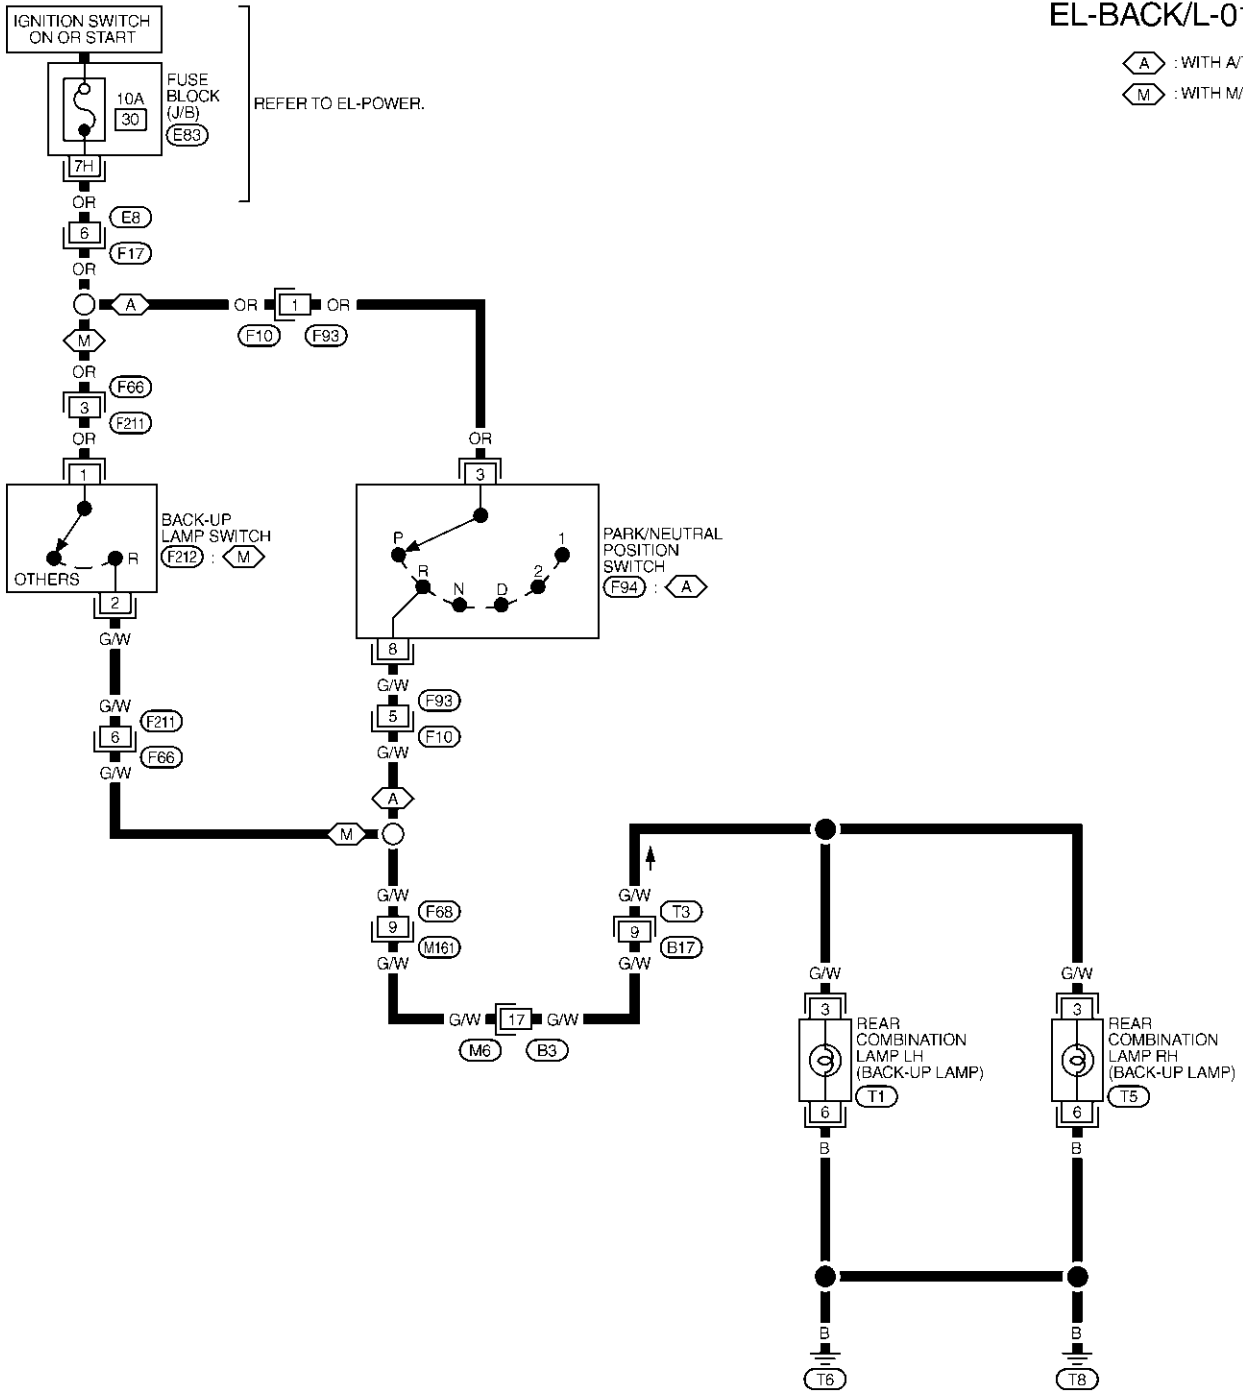 EL-BACK/L-01
A : WITH A/
M : WITH M/
IGNITION SWITCH
ON OR START
10A
30
FUSE
BLOCK
(J/B)
E83
REFER TO EL-POWER.
7H
OR
E8
6
F17
OR
A
OR
1
OR
F10
F93
M
OR
F66
3
F211
OR
OR
1
3
BACK-UP
LAMP SWITCH
F212 : M
OTHERS
R
2
P
R
N
D
2
1
PARK/NEUTRAL
POSITION
SWITCH
F94 : A
8
G/W
G/W
F93
5
F10
G/W
G/W
F211
6
F66
G/W
A
M
G/W
F68
9
M161
G/W
G/W
17
G/W
M6
B3
G/W
T3
9
B17
G/W
G/W
3
REAR
COMBINATION
LAMP LH
(BACK-UP LAMP)
T1
6
B
G/W
3
REAR
COMBINATION
LAMP RH
(BACK-UP LAMP)
T5
6
B
B
T6
B
T8